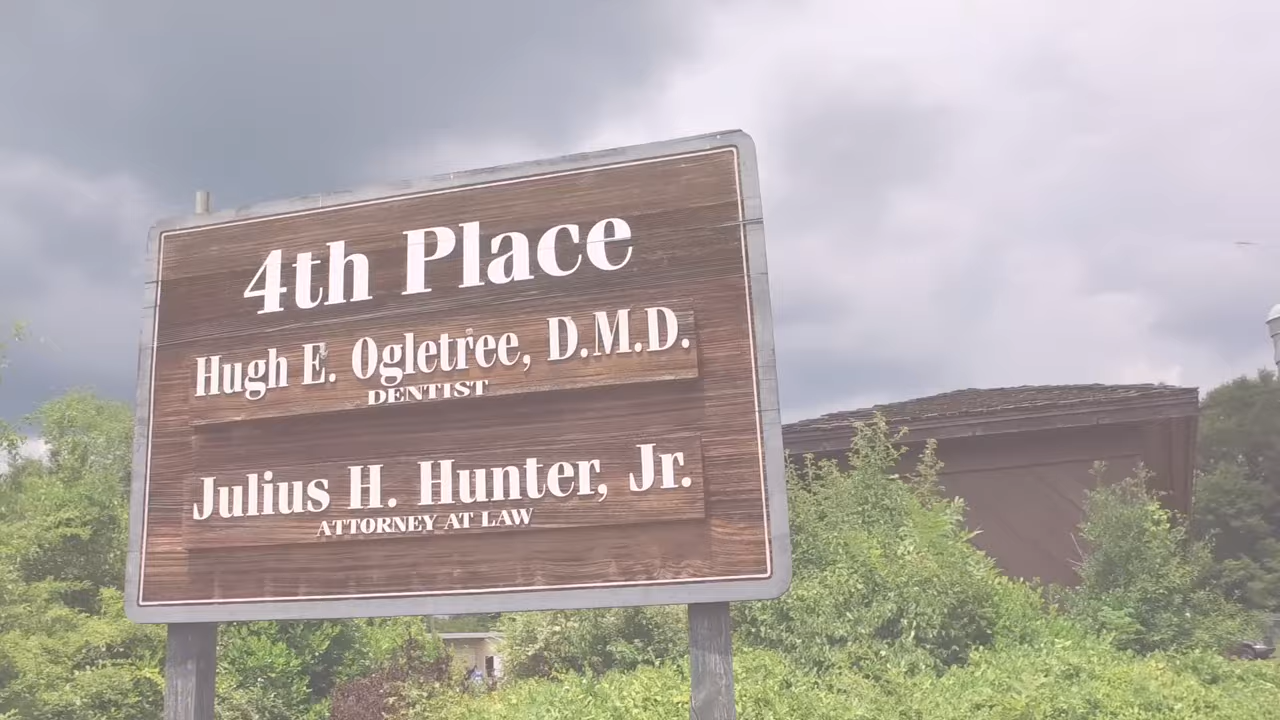 4th Place
Hugh E. Ogletree, D.M.D.
DENTIST
Julius H. Hunter, Jr.
ATTORNEY AT LAW